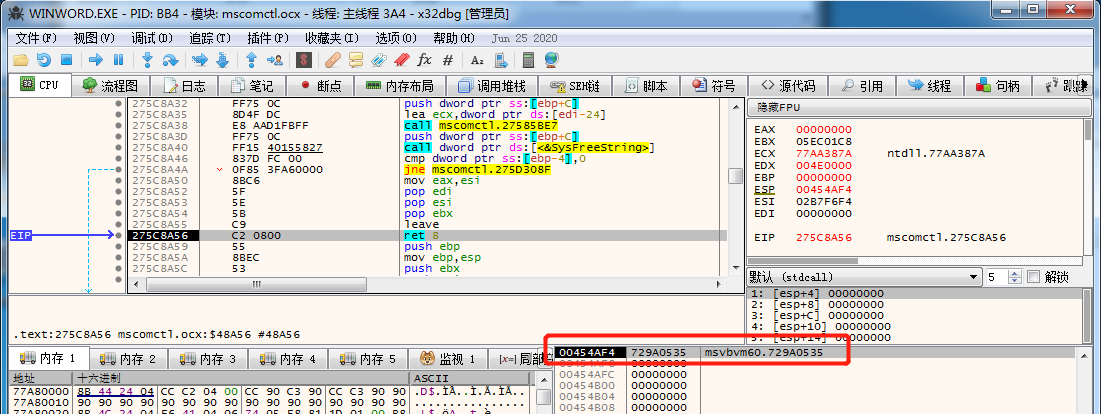 WINWORD.EXE - PID: BB4 - 模块: mscomctl.ocx - 线程: 主线程 3A4 - x32dbg [管理员]
文件(F) 视图(V) 调试(D) 追踪(T) 插件(P) 收藏夹(I) 选项(O) 帮助(H) Jun 25 2020
CPU 流程图 日志 笔记 断点 内存布局 调用堆栈 SEH链 脚本 符号 源代码 引用 线程 句柄
275C8A32 FF75 0C push dword ptr ss:[ebp+C]
275C8A35 8D4F DC lea ecx,dword ptr ds:[edi-24]
275C8A38 E8 AAD1FBFF call mscomctl.27585BE7
275C8A3D FF75 0C push dword ptr ss:[ebp+C]
275C8A40 FF15 40155827 call dword ptr ds:[<&SysFreeString>]
275C8A46 837D FC 00 cmp dword ptr ss:[ebp-4],0
275C8A4A 0F85 3FA60000 jne mscomctl.275D308F
275C8A50 8BC6 mov eax,esi
275C8A52 5F pop edi
275C8A53 5E pop esi
275C8A54 5B pop ebx
275C8A55 C9 leave
EIP 275C8A56 C2 0800 ret 8
275C8A59 55 push ebp
275C8A5A 8BEC mov ebp,esp
275C8A5C 53 push ebx
隐藏FPU
EAX 00000000
EBX 05EC01C8
ECX 77AA387A ntdll.77AA387A
EDX 004E0000
EBP 00000000
ESP 00454AF4
ESI 02B7F6F4
EDI 00000000
EIP 275C8A56 mscomctl.275C8A56
默认 (stdcall) 5 解锁
1: [esp+4] 00000000
2: [esp+8] 00000000
3: [esp+C] 00000000
4: [esp+10] 00000000
5: [esp+14] 00000000
.text:275C8A56 mscomctl.ocx:$48A56 #48A56
内存 1 内存 2 内存 3 内存 4 内存 5 监视 1 [x]=
地址 十六进制 ASCII
77A80000 8B 44 24 04 CC C2 04 00 CC 90 C3 90 CC C3 90 90
77A80010 90 90 90 90 90 90 90 90 90 90 90 90 90 90 90 90
00454AF4 729A0535 msvbvm60.729A0535
00454AF8 00000000
00454AFC 00000000
00454B00 00000000
00454B04 00000000
00454B08 00000000